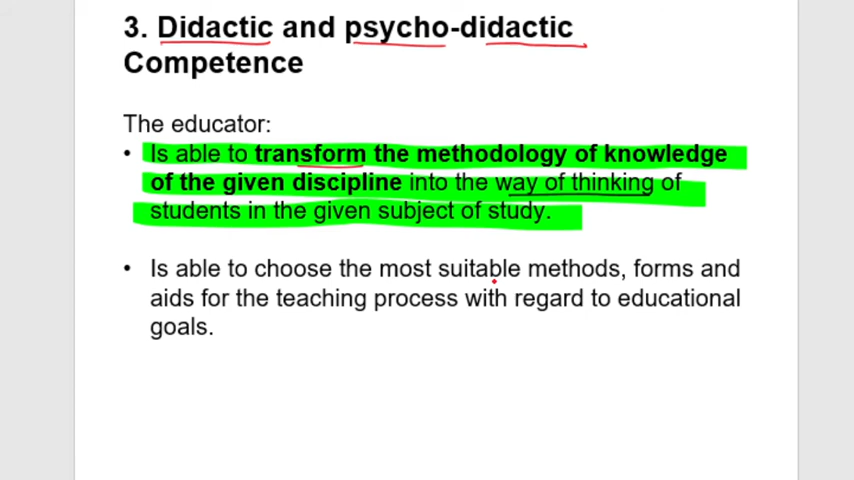 3. Didactic and psycho-didactic
Competence
The educator:
• Is able to transform the methodology of knowledge
of the given discipline into the way of thinking of
students in the given subject of study.
• Is able to choose the most suitable methods, forms and
aids for the teaching process with regard to educational
goals.